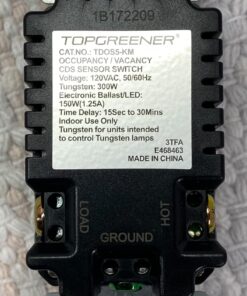 1B172209
TOPGREENER
CAT.NO.: TDOS5-KM
OCCUPANCY / VACANCY
CDS SENSOR SWITCH
Voltage: 120VAC, 50/60Hz
Tungsten: 300W
Electronic Ballast/LED:
150W(1.25A)
Time Delay: 15Sec to 30Mins
Indoor Use Only
Tungsten for units intended
to control Tungsten lamps
3TFA
E468463
MADE IN CHINA
LOAD
HOT
GROUND